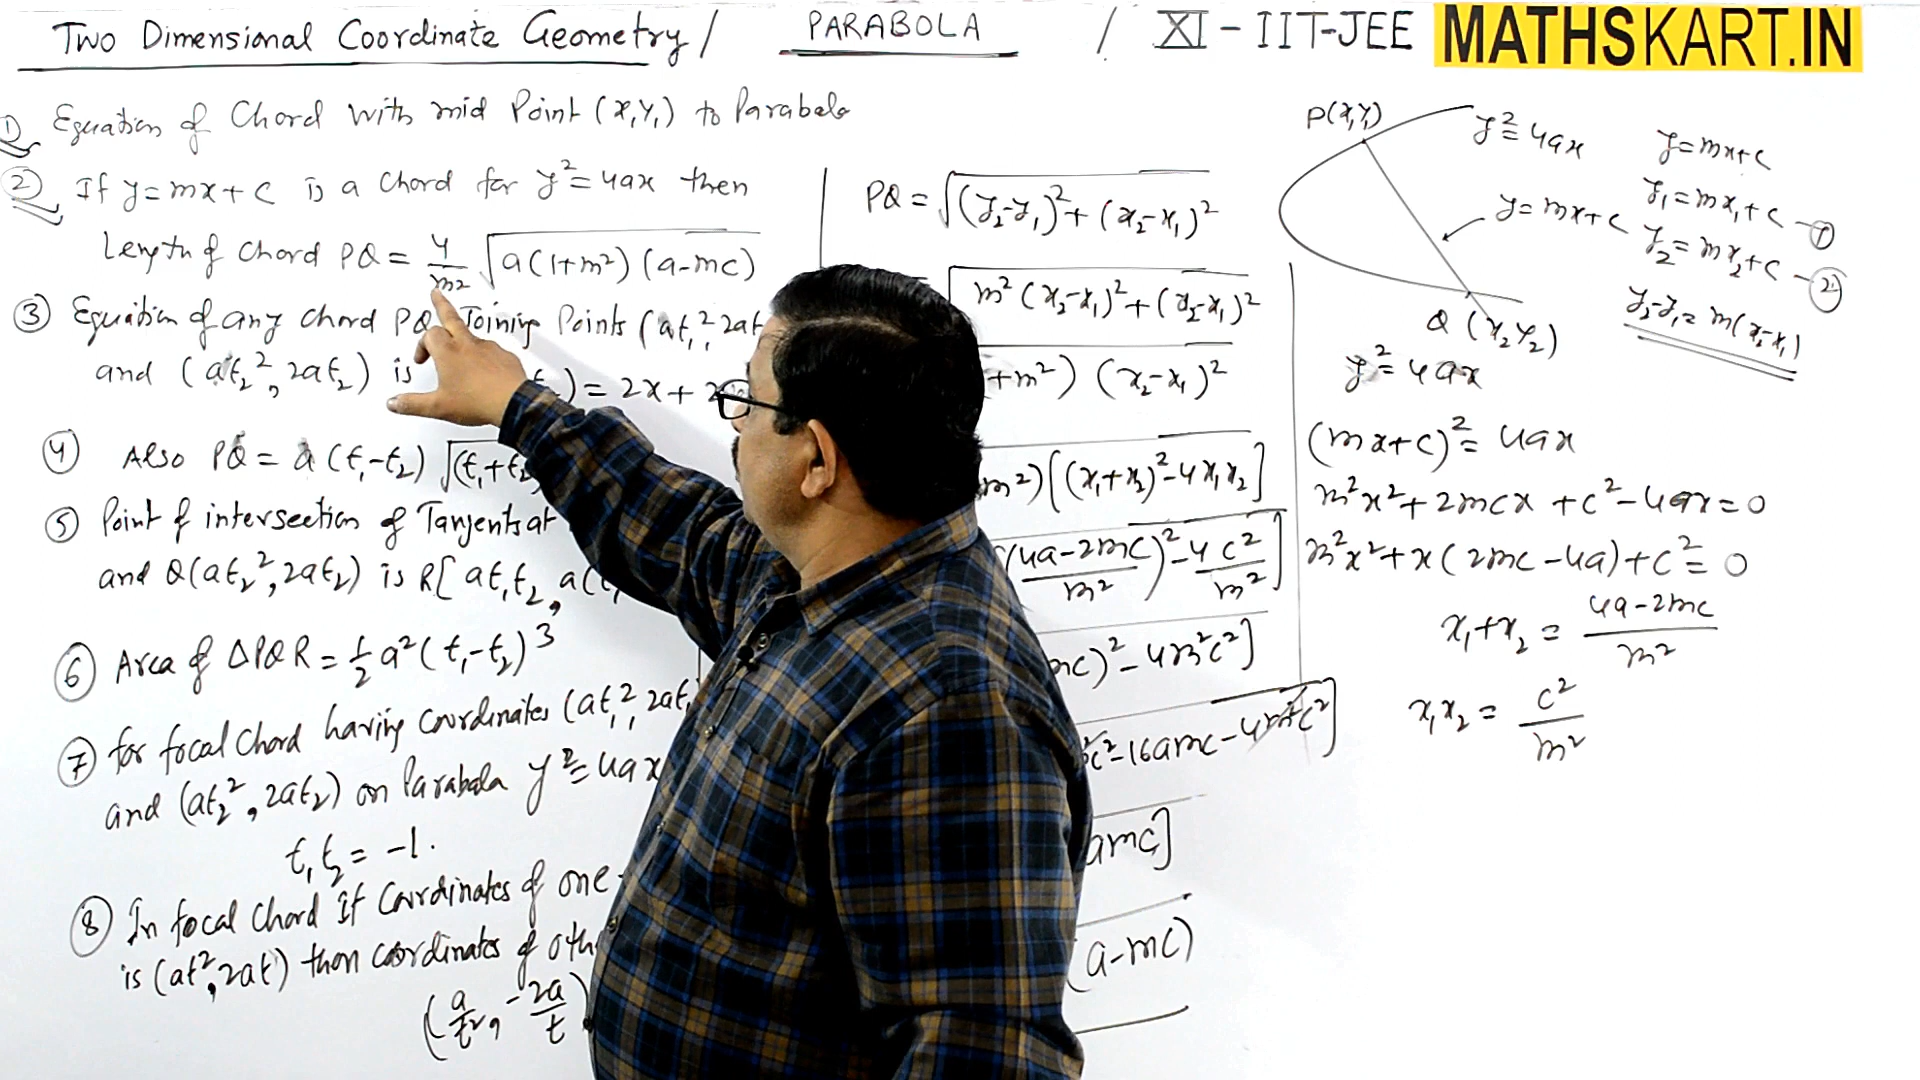 Two Dimensional Coordinate Geometry / PARABOLA / XI - IIT-JEE MATHSKART.IN
① Equation of Chord with mid Point (x,y₁) to Parabola
② If y=mx+c is a chord for y²=4ax then
Length of Chord PQ = 4/m² √a(1+m²)(a-mc)
③ Equation of any chord PQ Joining Points (at₁², 2at
and (at₂², 2at₂) is t₂) = 2x + 2
④ Also PQ = a(t₁-t₂) √(t₁+t₂
⑤ Point of intersection of Tangents at
and Q(at₂², 2at₂) is R[at₁t₂, a(t₁
⑥ Area of ΔPQR = 1/2 a²(t₁-t₂)³
⑦ for focal chord having coordinates (at₁², 2at₁
and (at₂², 2at₂) on Parabola y²=4ax
t₁t₂ = -1.
⑧ In focal chord If Coordinates of one
is (at², 2at) then coordinates of oth
(a/t², -2a/t)
PQ = √(y₂-y₁)²+(x₂-x₁)²
√m²(x₂-x₁)²+(x₂-x₁)²
+m²)(x₂-x₁)²
m²)[(x₁+x₂)²-4x₁x₂]
((4a-2mc)/m²)²-4c²/m²]
mc)²-4m²c²]
²c²-16amc-4m²c²]
amc]
(a-mc)
P(x,y₁)
y²=4ax
y=mx+c
Q(x₂y₂)
y=mx+c
y₁=mx₁+c -①
y₂=mx₂+c -②
y₂-y₁=m(x₂-x₁)
y²=4ax
(mx+c)²=4ax
m²x²+2mcx+c²-4ax=0
m²x²+x(2mc-4a)+c²=0
x₁+x₂ = (4a-2mc)/m²
x₁x₂ = c²/m²